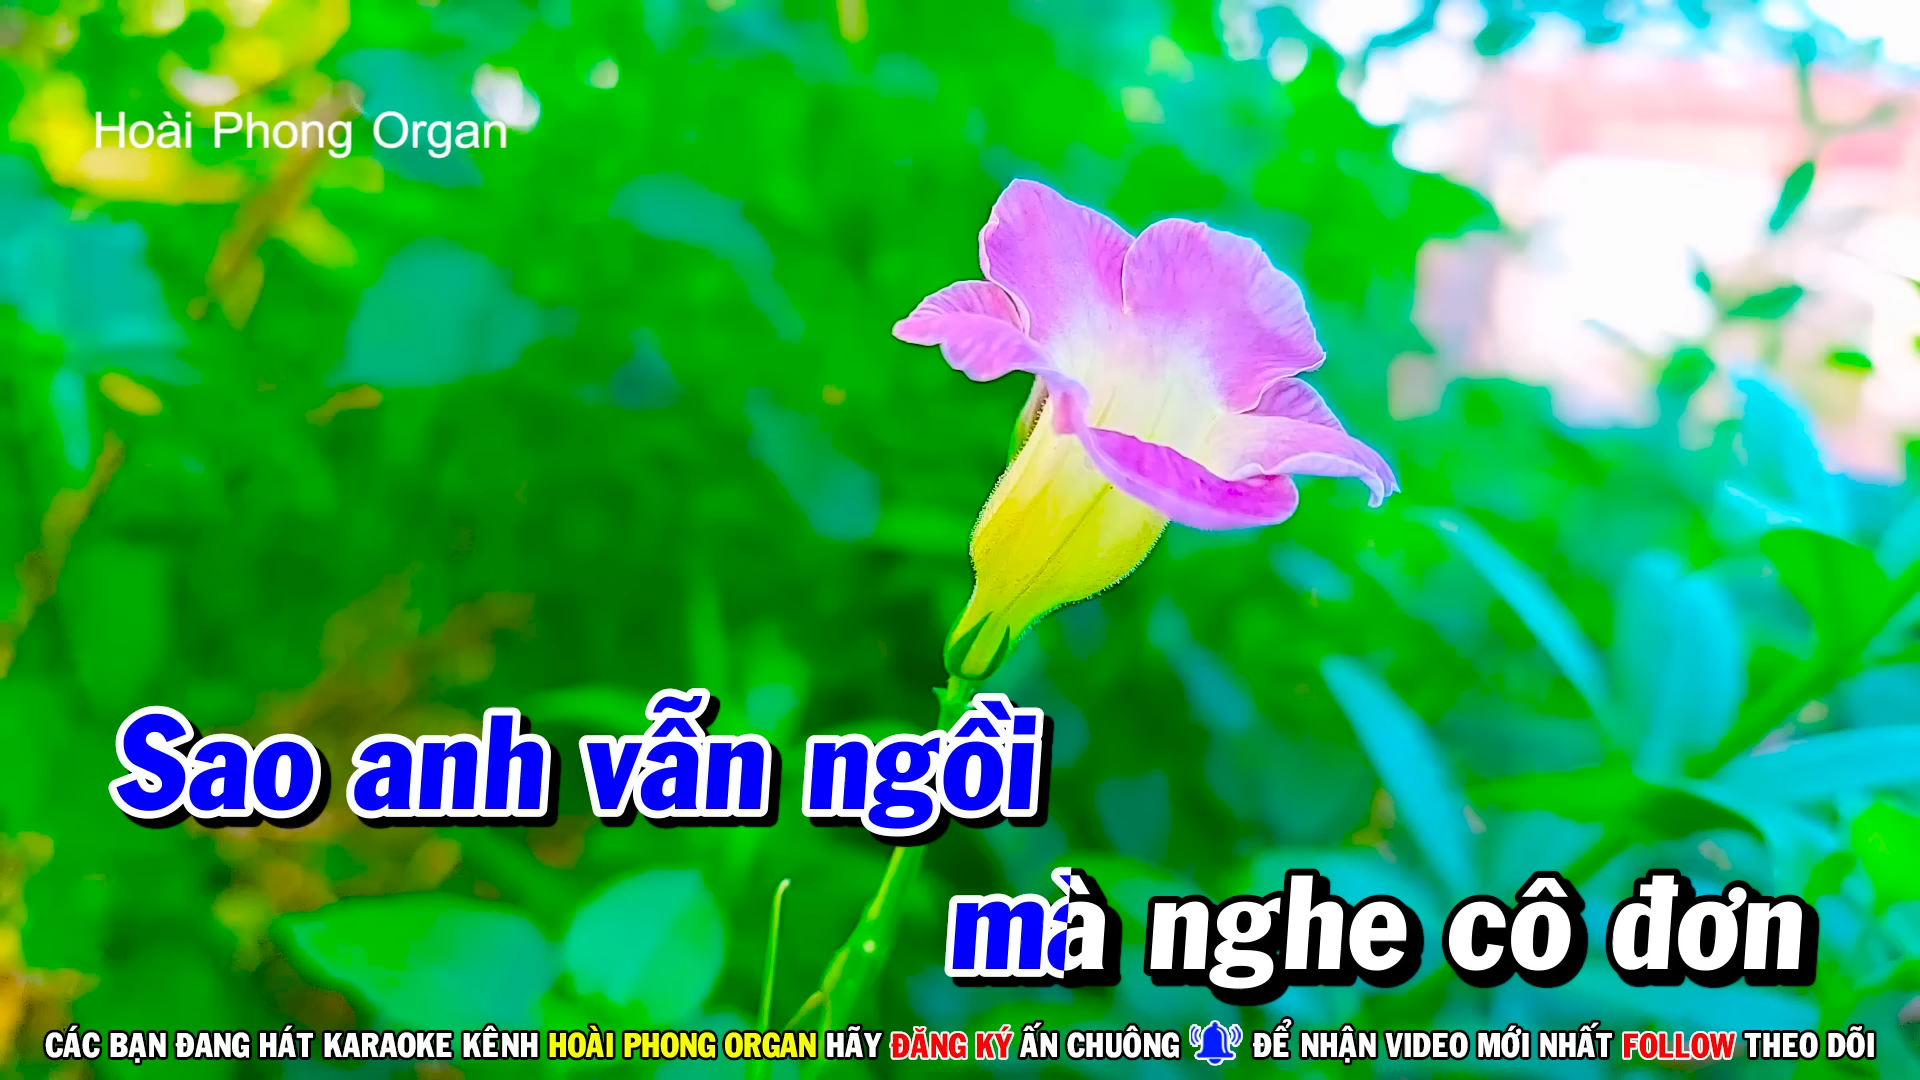 Hoài Phong Organ
Sao anh vẫn ngồi
mà nghe cô đơn
CÁC BẠN ĐANG HÁT KARAOKE KÊNH HOÀI PHONG ORGAN HÃY ĐĂNG KÝ ẤN CHUÔNG ĐỂ NHẬN VIDEO MỚI NHẤT FOLLOW THEO DÕI